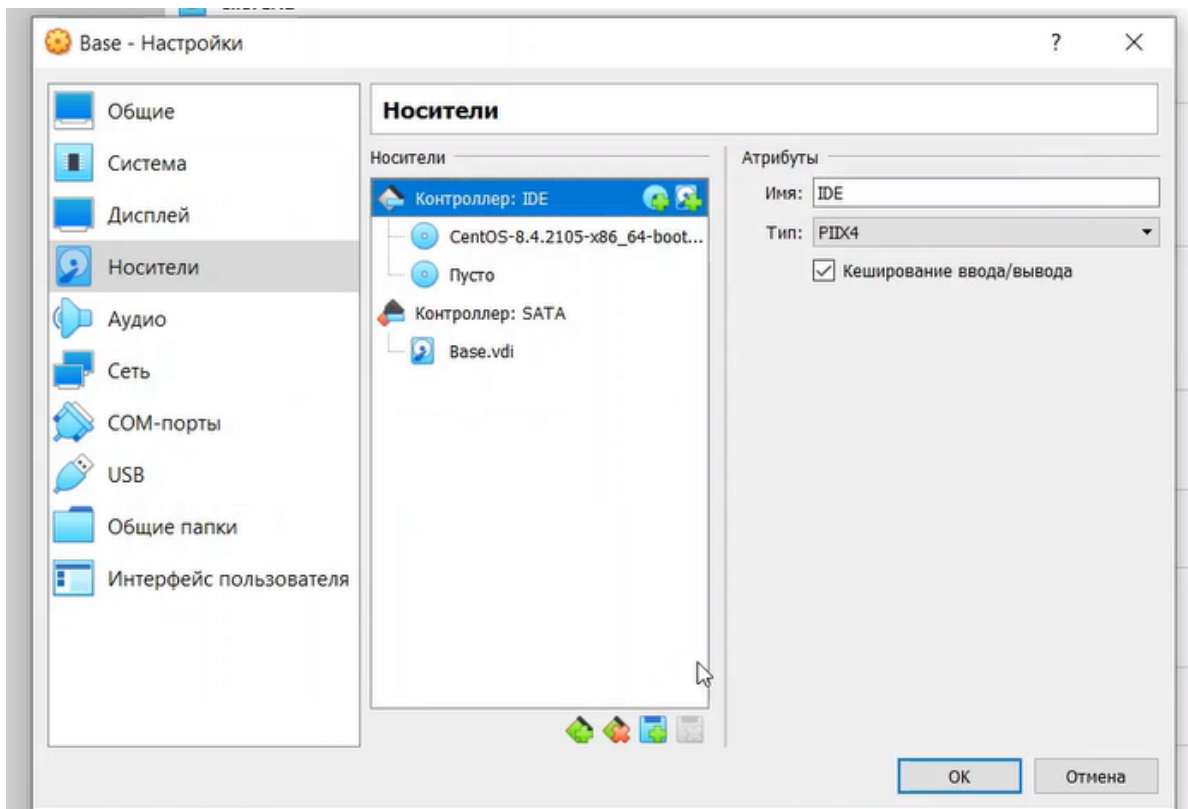 Base - Настройки
?
Общие
Система
Дисплей
Носители
Аудио
Сеть
COM-порты
USB
Общие папки
Интерфейс пользователя
Носители
Носители
Контроллер: IDE
CentOS-8.4.2105-x86_64-boot...
Пусто
Контроллер: SATA
Base.vdi
Атрибуты
Имя: IDE
Тип: PIIX4
Кеширование ввода/вывода
OK
Отмена